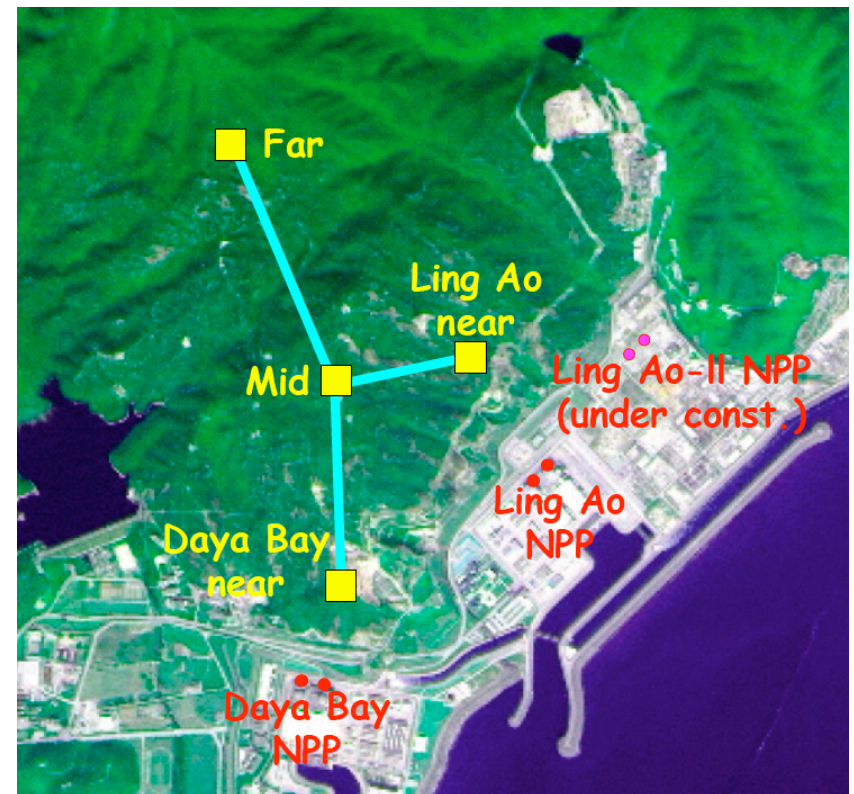 Far
Ling Ao
near
Mid
Ling Ao-ll NPP
(under const.)
Ling Ao
NPP
Daya Bay
near
Daya Bay
NPP